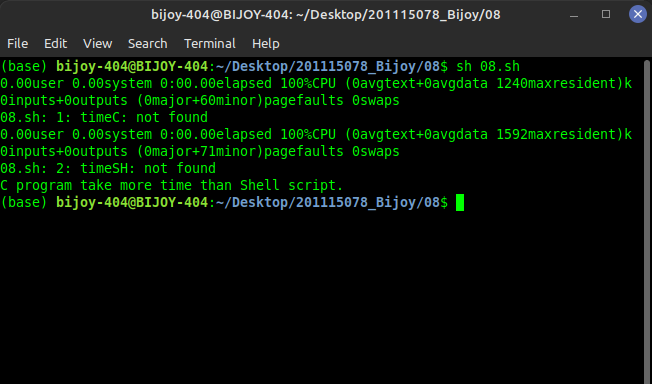 bijoy-404@BIJOY-404: ~/Desktop/201115078_Bijoy/08
File Edit View Search Terminal Help
(base) bijoy-404@BIJOY-404:~/Desktop/201115078_Bijoy/08$ sh 08.sh
0.00user 0.00system 0:00.00elapsed 100%CPU (0avgtext+0avgdata 1240maxresident)k
0inputs+0outputs (0major+60minor)pagefaults 0swaps
08.sh: 1: timeC: not found
0.00user 0.00system 0:00.00elapsed 100%CPU (0avgtext+0avgdata 1592maxresident)k
0inputs+0outputs (0major+71minor)pagefaults 0swaps
08.sh: 2: timeSH: not found
C program take more time than Shell script.
(base) bijoy-404@BIJOY-404:~/Desktop/201115078_Bijoy/08$